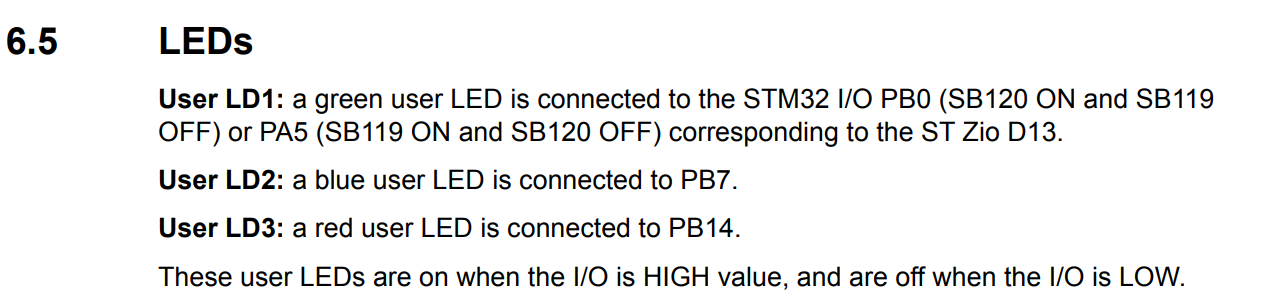 6.5 LEDs
User LD1: a green user LED is connected to the STM32 I/O PB0 (SB120 ON and SB119
OFF) or PA5 (SB119 ON and SB120 OFF) corresponding to the ST Zio D13.
User LD2: a blue user LED is connected to PB7.
User LD3: a red user LED is connected to PB14.
These user LEDs are on when the I/O is HIGH value, and are off when the I/O is LOW.